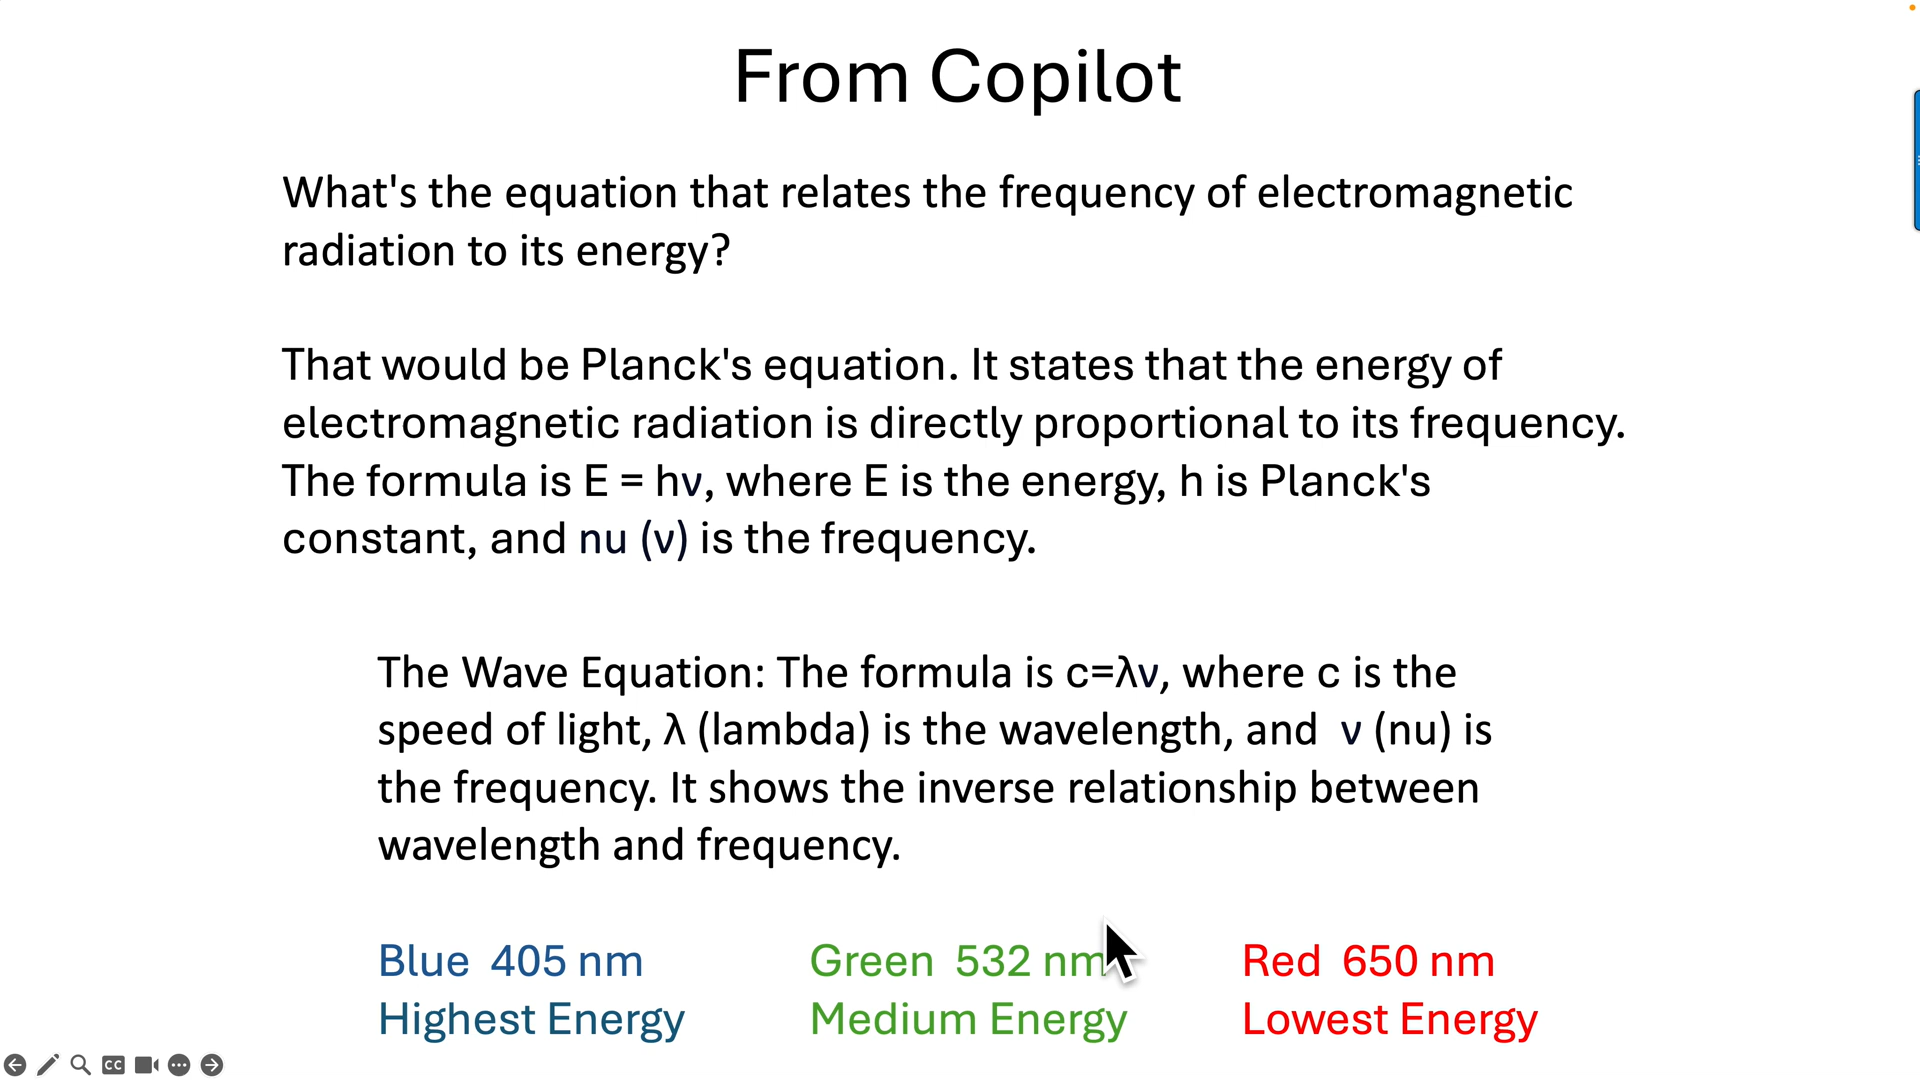 From Copilot
What's the equation that relates the frequency of electromagnetic
radiation to its energy?
That would be Planck's equation. It states that the energy of
electromagnetic radiation is directly proportional to its frequency.
The formula is E = hν, where E is the energy, h is Planck's
constant, and nu (ν) is the frequency.
The Wave Equation: The formula is c=λν, where c is the
speed of light, λ (lambda) is the wavelength, and ν (nu) is
the frequency. It shows the inverse relationship between
wavelength and frequency.
Blue 405 nm Green 532 nm Red 650 nm
Highest Energy Medium Energy Lowest Energy
CC